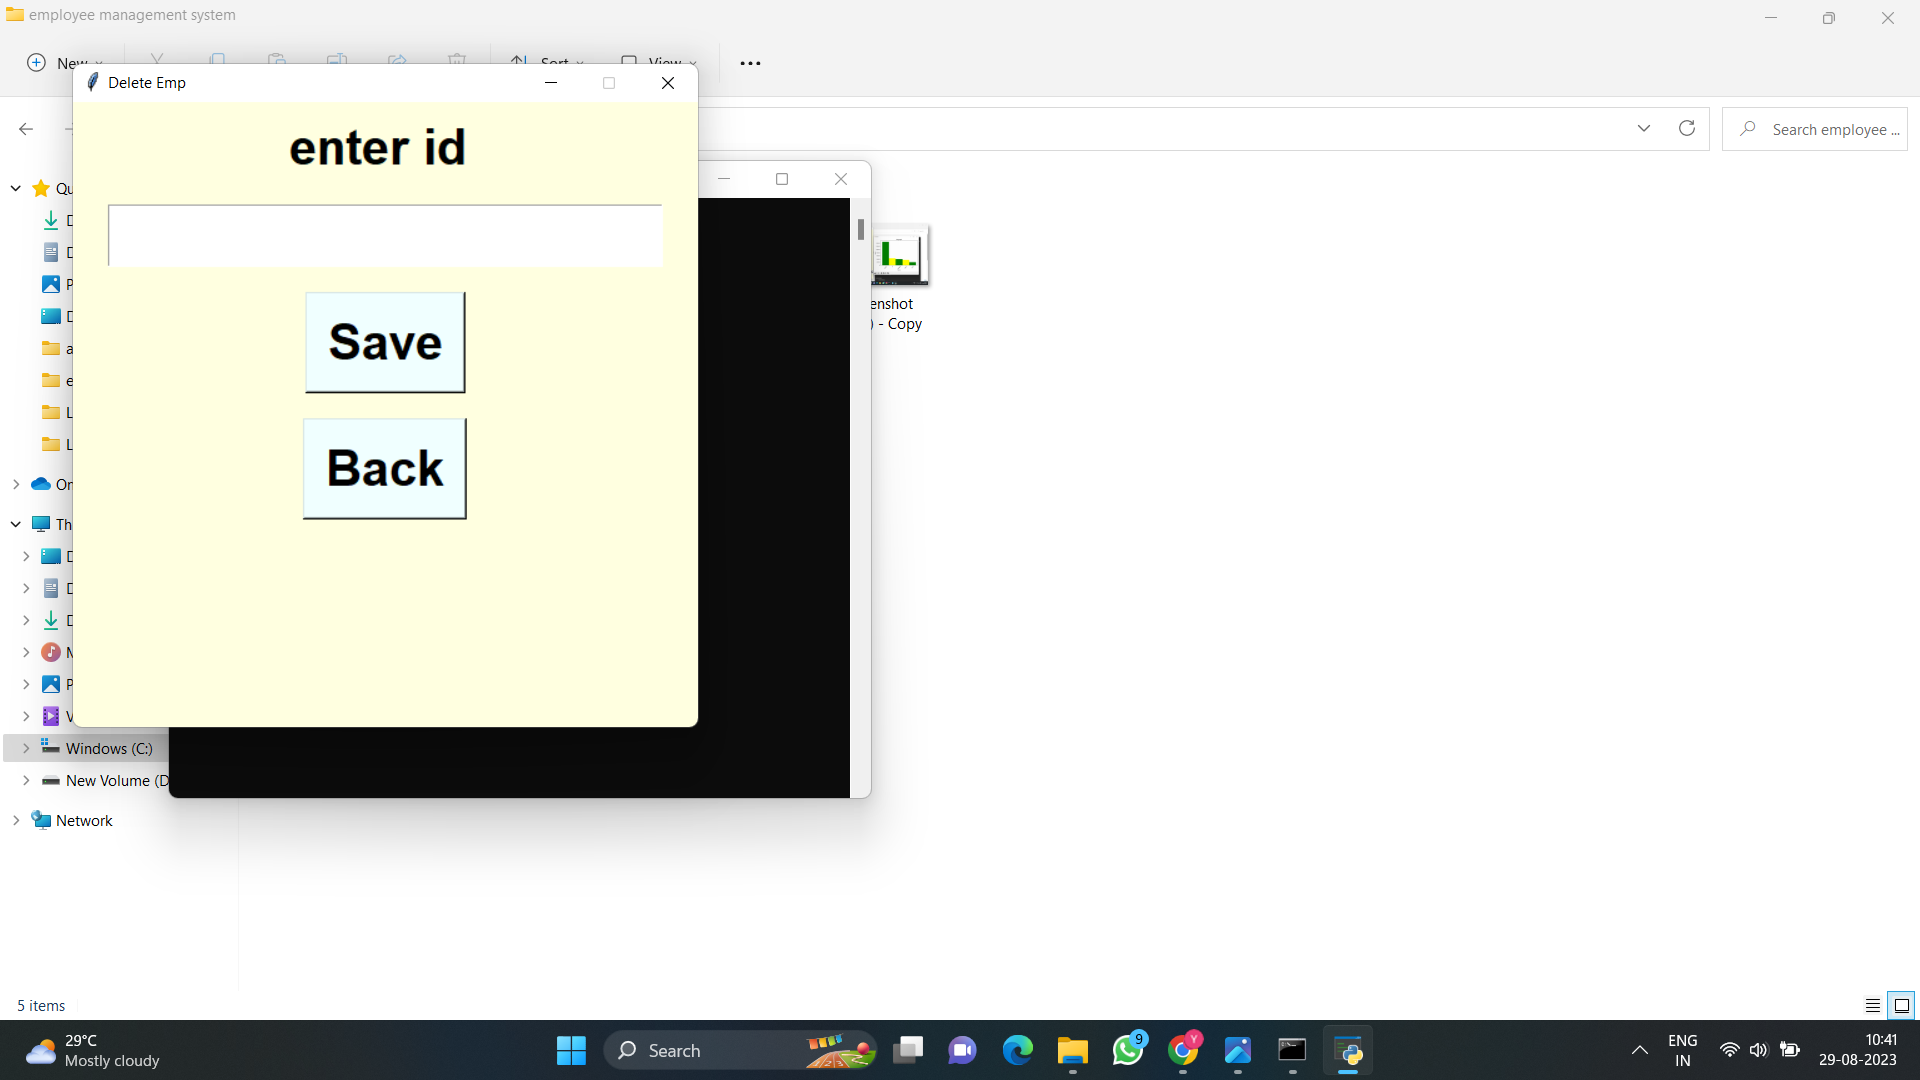 employee management system
New
Sort
View
Delete Emp
enter id
Search employee ...
Save
Back
enshot
) - Copy
Qu
D
D
P
D
a
e
L
L
On
Th
D
D
D
M
P
V
Windows (C:)
New Volume (D
Network
5 items
29°C
Mostly cloudy
Search
9
Y
ENG
IN
10:41
29-08-2023